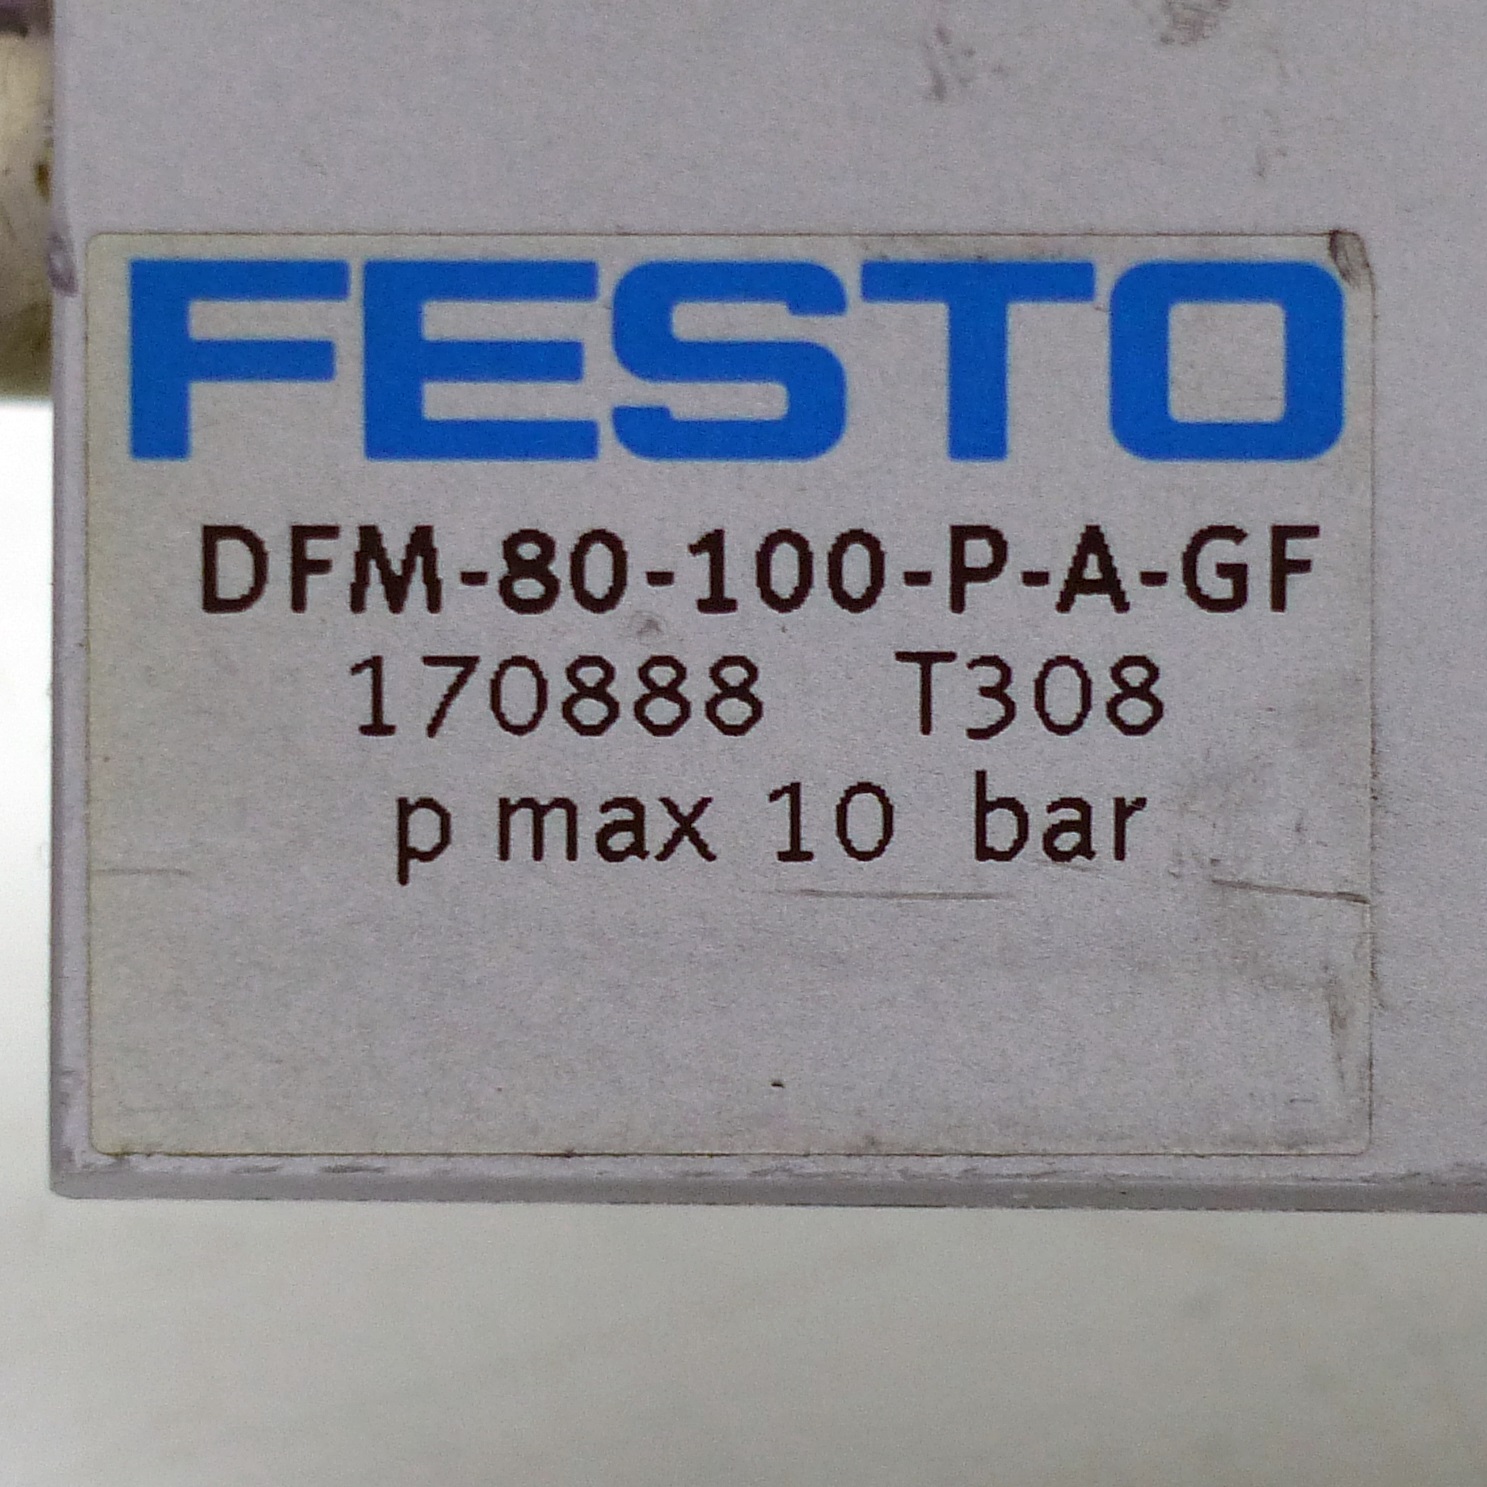 FESTO
DFM-80-100-P-A-GF
170888 T308
p max 10 bar